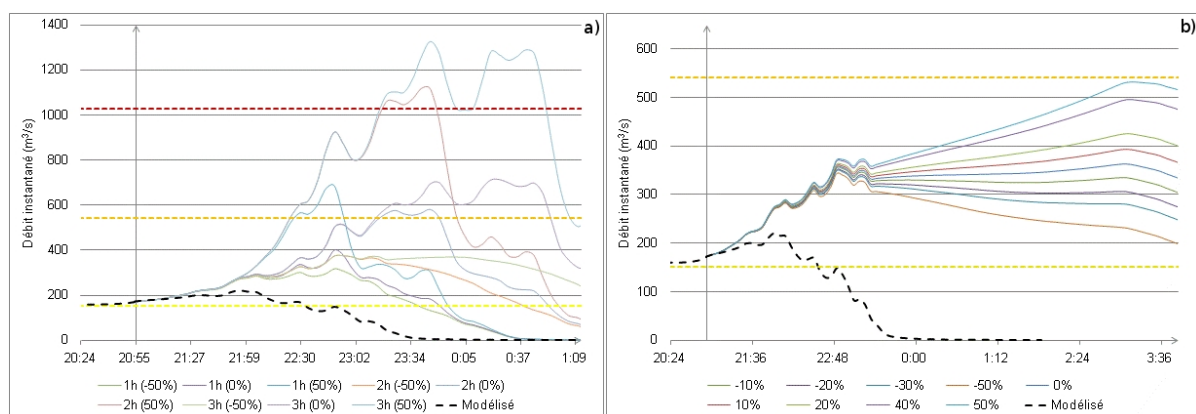 a)
Débit instantané (m³/s)
1400
1200
1000
800
600
400
200
0
20:24 20:55 21:27 21:59 22:30 23:02 23:34 0:05 0:37 1:09
1h (-50%) 1h (0%) 1h (50%) 2h (-50%) 2h (0%)
2h (50%) 3h (-50%) 3h (0%) 3h (50%) Modélisé
b)
Débit instantané (m³/s)
600
500
400
300
200
100
0
20:24 21:36 22:48 0:00 1:12 2:24 3:36
-10% -20% -30% -50% 0%
10% 20% 40% 50% Modélisé